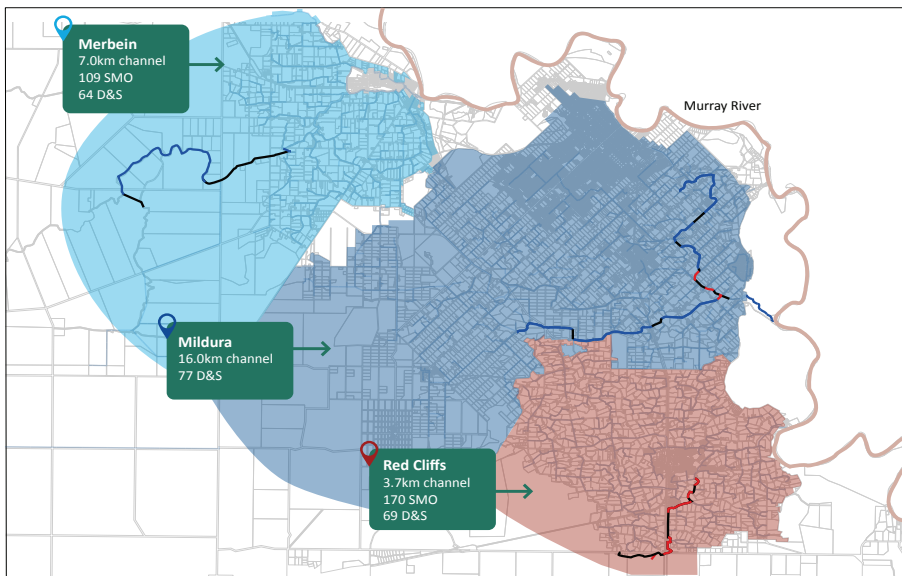 Merbein
7.0km channel
109 SMO
64 D&S
Murray River
Mildura
16.0km channel
77 D&S
Red Cliffs
3.7km channel
170 SMO
69 D&S